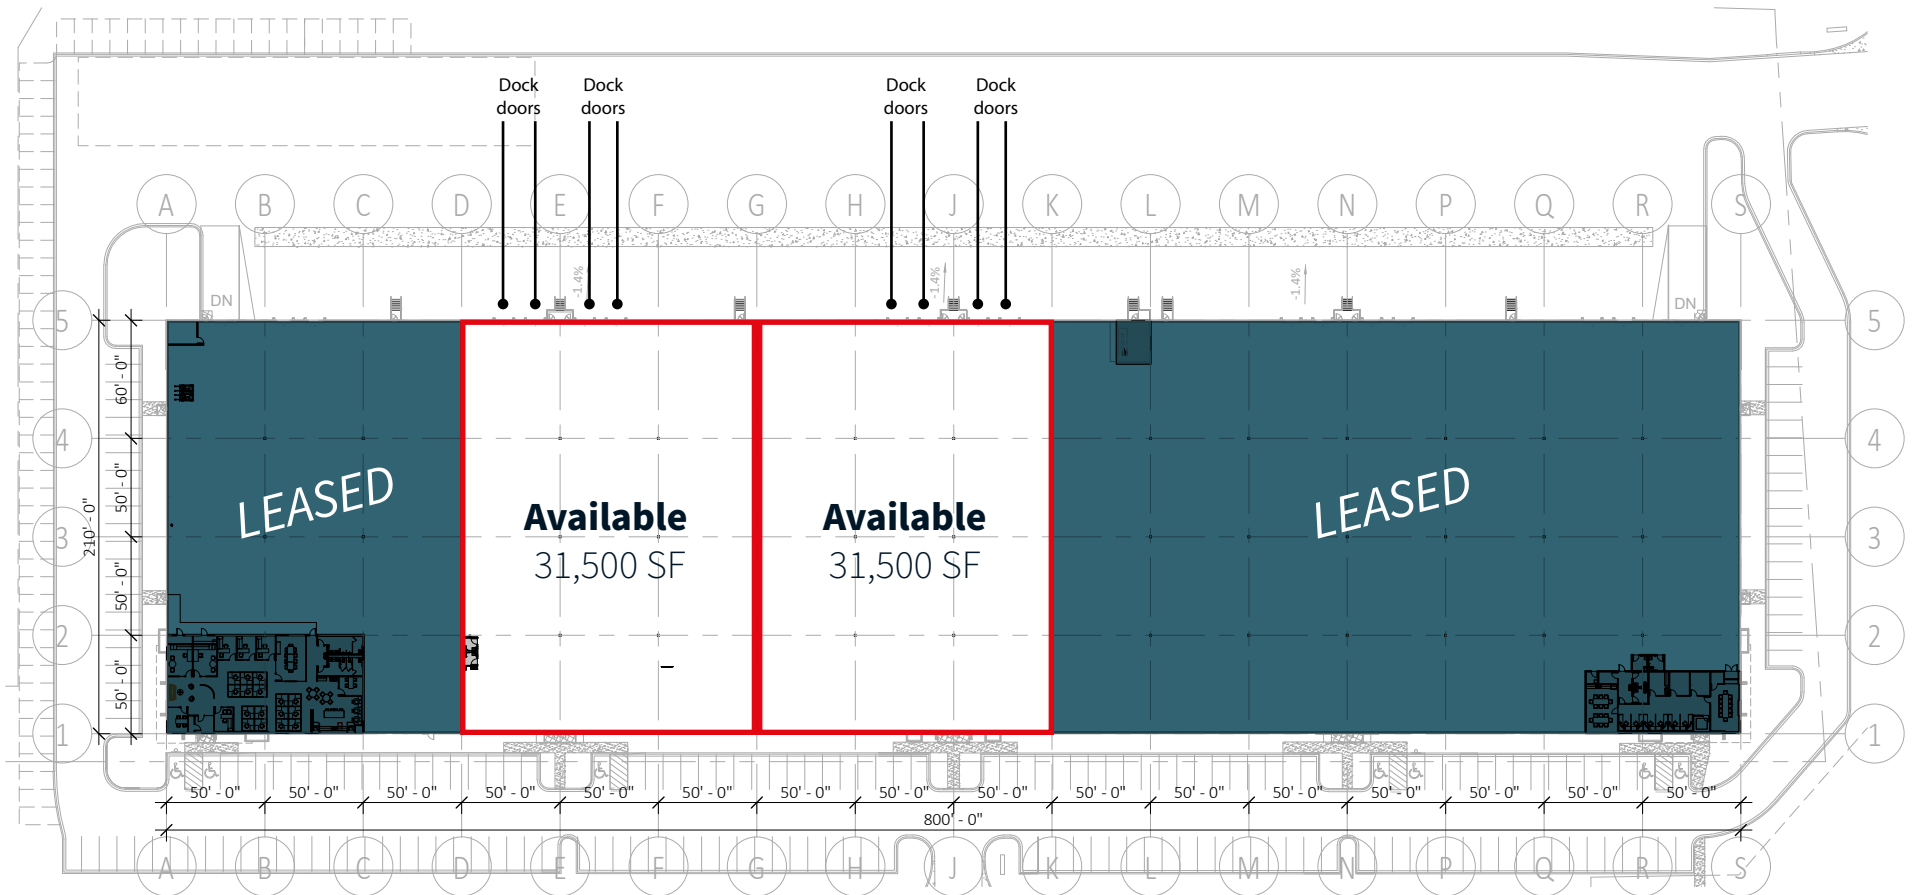 Dock doors
Dock doors
Dock doors
Dock doors
A B C D E F G H J K L M N P Q R S
-1.4% -1.4% -1.4%
DN DN
5 5
60' - 0"
4 4
50' - 0"
LEASED
Available
31,500 SF
Available
31,500 SF
LEASED
210' - 0"
3 3
50' - 0"
2 2
50' - 0"
1 1
50' - 0" 50' - 0" 50' - 0" 50' - 0" 50' - 0" 50' - 0" 50' - 0" 50' - 0" 50' - 0" 50' - 0" 50' - 0" 50' - 0" 50' - 0" 50' - 0" 50' - 0" 50' - 0"
800' - 0"
A B C D E F G H J K L M N P Q R S